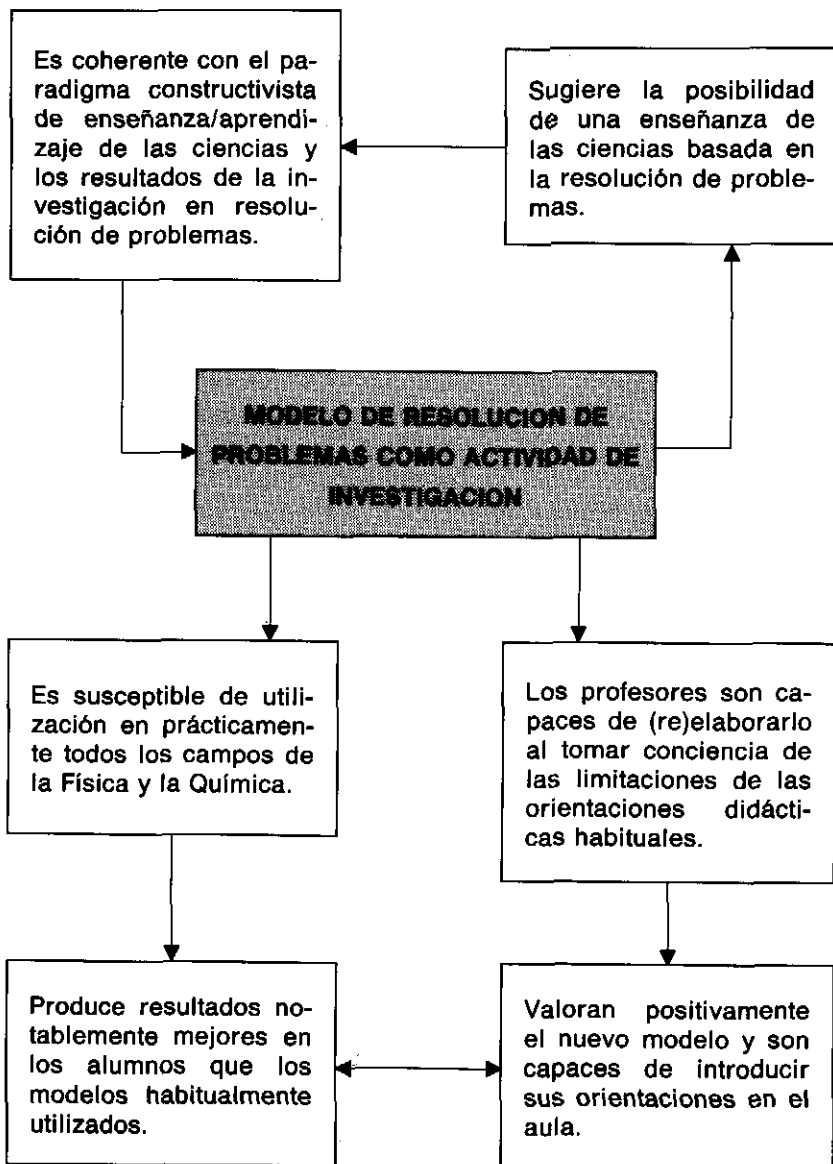 Es coherente con el pa-
radigma constructivista
de enseñanza/aprendi-
zaje de las ciencias y
los resultados de la in-
vestigación en resolu-
ción de problemas.
Sugiere la posibilidad
de una enseñanza de
las ciencias basada en
la resolución de proble-
mas.
MODELO DE RESOLUCION DE
PROBLEMAS COMO ACTIVIDAD DE
INVESTIGACION
Es susceptible de utili-
zación en prácticamen-
te todos los campos de
la Física y la Química.
Los profesores son ca-
paces de (re)elaborarlo
al tomar conciencia de
las limitaciones de las
orientaciones didácti-
cas habituales.
Produce resultados no-
tablemente mejores en
los alumnos que los
modelos habitualmente
utilizados.
Valoran positivamente
el nuevo modelo y son
capaces de introducir
sus orientaciones en el
aula.